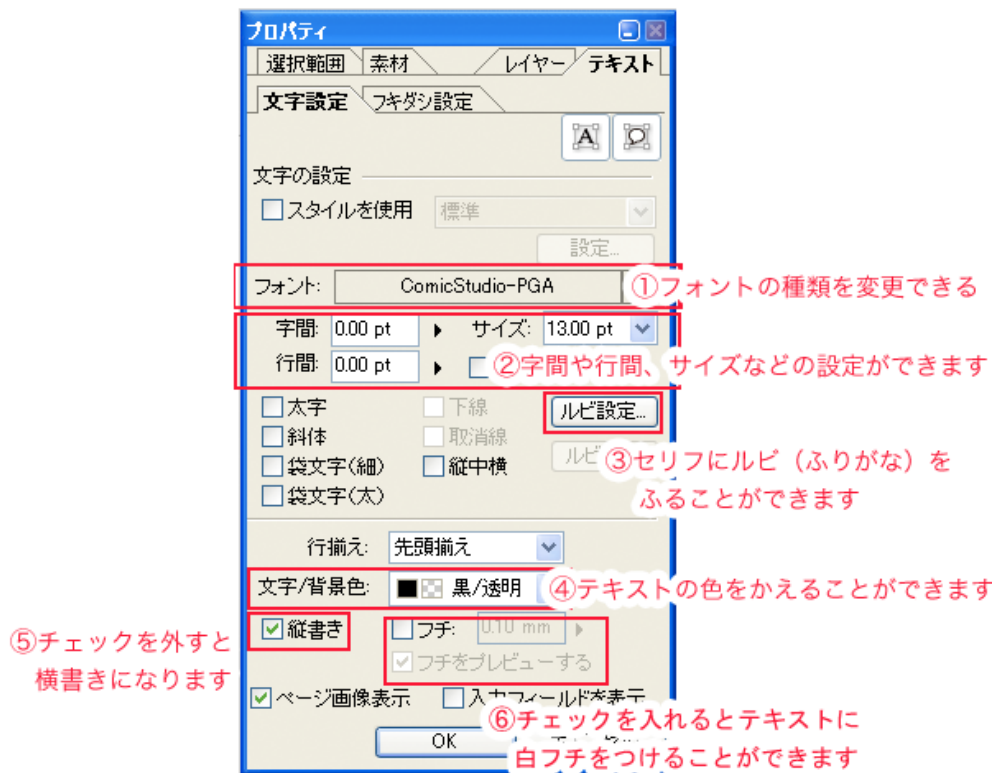 プロパティ
選択範囲 素材 レイヤー テキスト
文字設定 フキダシ設定
A
文字の設定
スタイルを使用 標準
設定...
フォント: ComicStudio-PGA
①フォントの種類を変更できる
字間: 0.00 pt サイズ: 13.00 pt
行間: 0.00 pt
②字間や行間、サイズなどの設定ができます
太字 下線 ルビ設定...
斜体 取消線
袋文字(細) 縦中横 ルビ
袋文字(太)
③セリフにルビ（ふりがな）を
ふることができます
行揃え: 先頭揃え
文字/背景色: 黒/透明
④テキストの色をかえることができます
⑤チェックを外すと
横書きになります
縦書き フチ: 0.10 mm
フチをプレビューする
ページ画像表示 入力フィールドを表示
OK
⑥チェックを入れるとテキストに
白フチをつけることができます